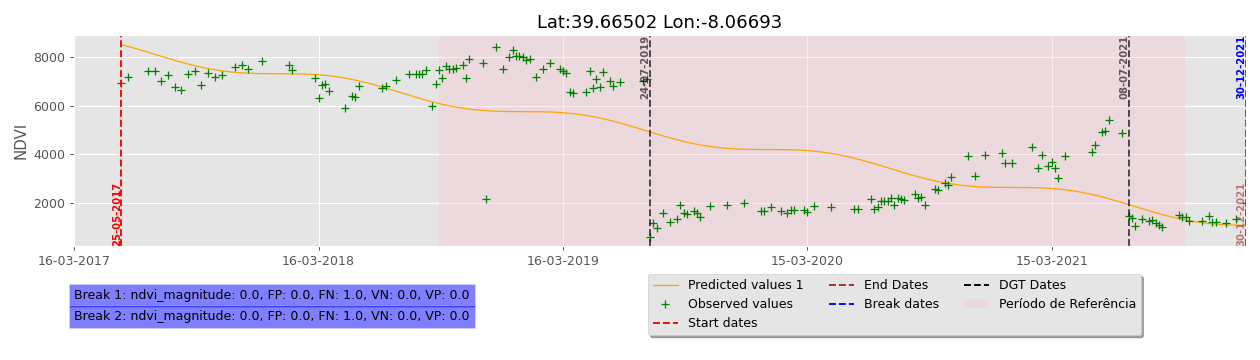 Lat:39.66502 Lon:-8.06693
NDVI
8000
6000
4000
2000
25-05-2017
24-07-2019
08-07-2021
30-12-2021
30-12-2021
16-03-2017
16-03-2018
16-03-2019
15-03-2020
15-03-2021
Break 1: ndvi_magnitude: 0.0, FP: 0.0, FN: 1.0, VN: 0.0, VP: 0.0
Break 2: ndvi_magnitude: 0.0, FP: 0.0, FN: 1.0, VN: 0.0, VP: 0.0
Predicted values 1
Observed values
Start dates
End Dates
Break dates
DGT Dates
Período de Referência